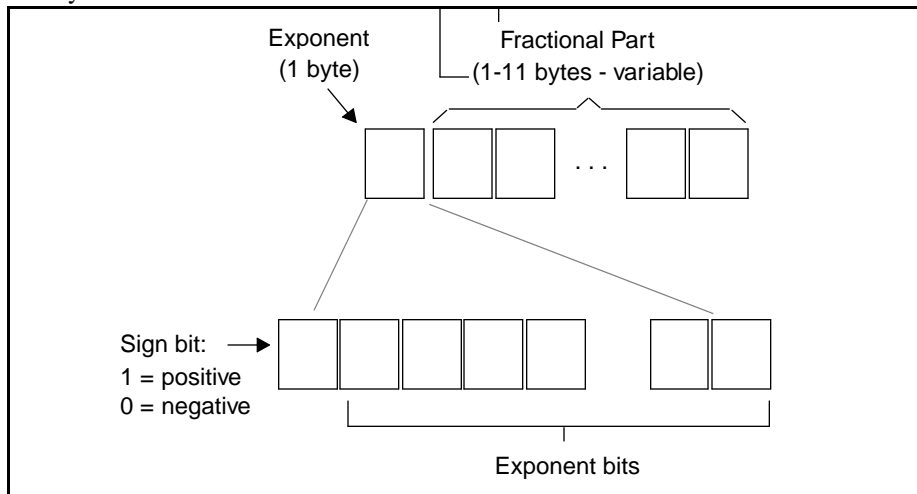 Exponent
(1 byte)
Fractional Part
(1-11 bytes - variable)
. . .
Sign bit:
1 = positive
0 = negative
Exponent bits